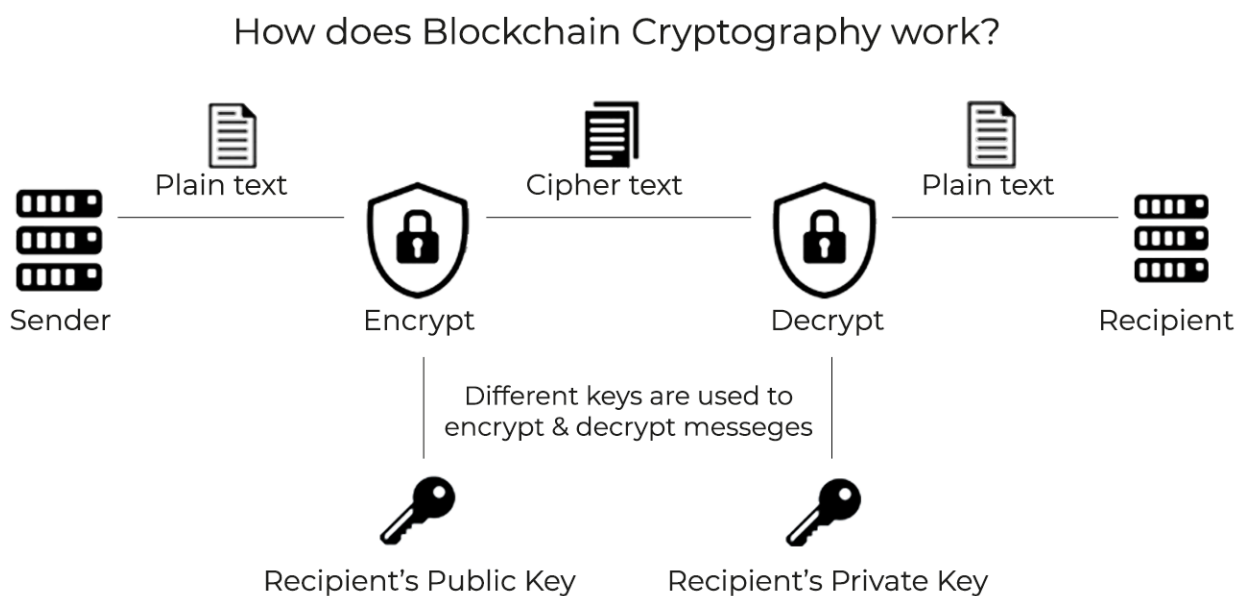 How does Blockchain Cryptography work?
Plain text
Cipher text
Plain text
Sender
Encrypt
Decrypt
Recipient
Different keys are used to
encrypt & decrypt messeges
Recipient’s Public Key
Recipient’s Private Key